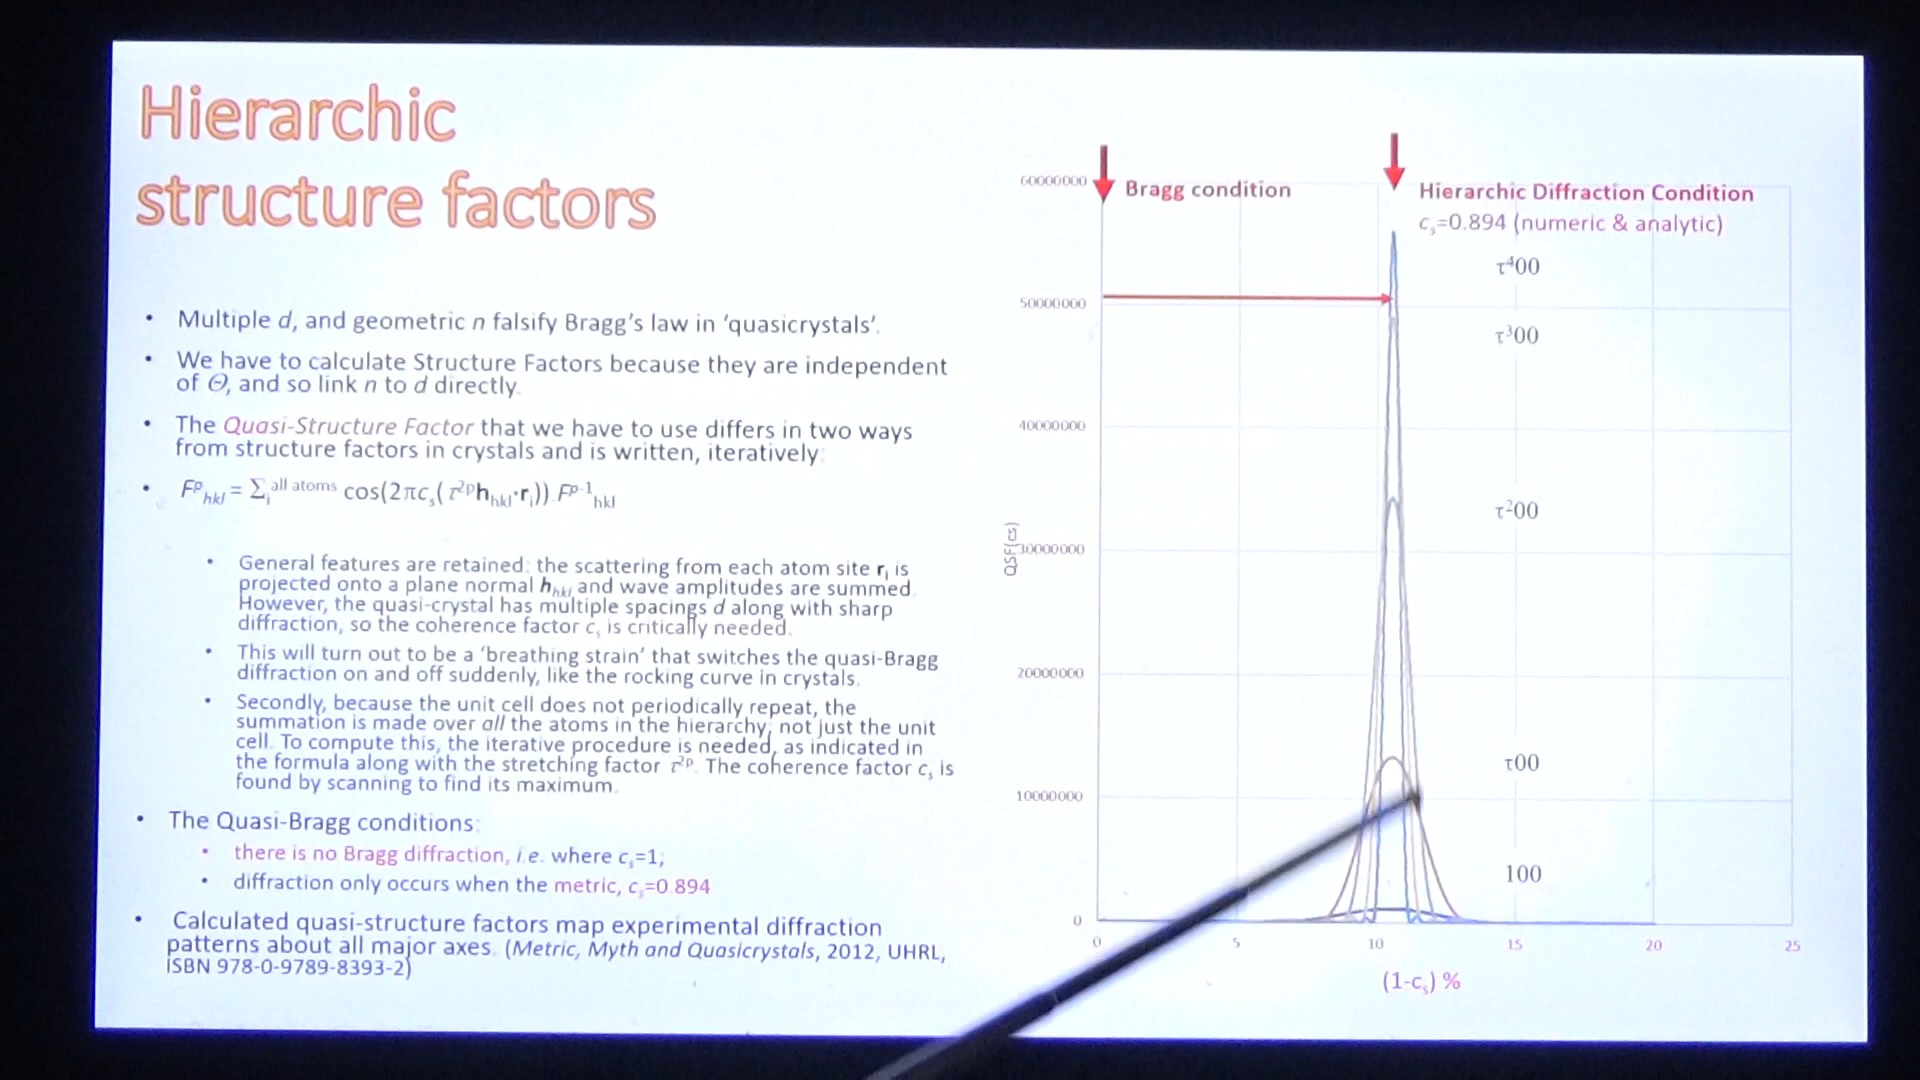 Hierarchic
structure factors
• Multiple d, and geometric n falsify Bragg's law in 'quasicrystals'.
• We have to calculate Structure Factors because they are independent
of Θ, and so link n to d directly.
• The Quasi-Structure Factor that we have to use differs in two ways
from structure factors in crystals and is written, iteratively:
• Fᵖₕₖₗ = Σᵢ^all atoms cos(2πcₛ(τ²ᵖhₕₖₗ·rᵢ)).Fᵖ⁻¹ₕₖₗ
• General features are retained: the scattering from each atom site rᵢ is
projected onto a plane normal hₕₖₗ and wave amplitudes are summed.
However, the quasi-crystal has multiple spacings d along with sharp
diffraction, so the coherence factor cₛ is critically needed.
• This will turn out to be a 'breathing strain' that switches the quasi-Bragg
diffraction on and off suddenly, like the rocking curve in crystals.
• Secondly, because the unit cell does not periodically repeat, the
summation is made over all the atoms in the hierarchy, not just the unit
cell. To compute this, the iterative procedure is needed, as indicated in
the formula along with the stretching factor τ²ᵖ. The coherence factor cₛ is
found by scanning to find its maximum.
• The Quasi-Bragg conditions:
• there is no Bragg diffraction, i.e. where cₛ=1;
• diffraction only occurs when the metric, cₛ=0.894
• Calculated quasi-structure factors map experimental diffraction
patterns about all major axes. (Metric, Myth and Quasicrystals, 2012, UHRL,
ISBN 978-0-9789-8393-2)
Bragg condition
Hierarchic Diffraction Condition
cₛ=0.894 (numeric & analytic)
τ⁴00
τ³00
τ²00
τ00
100
QSF(cs)
60000000
50000000
40000000
30000000
20000000
10000000
0
0 5 10 15 20 25
(1-cₛ) %